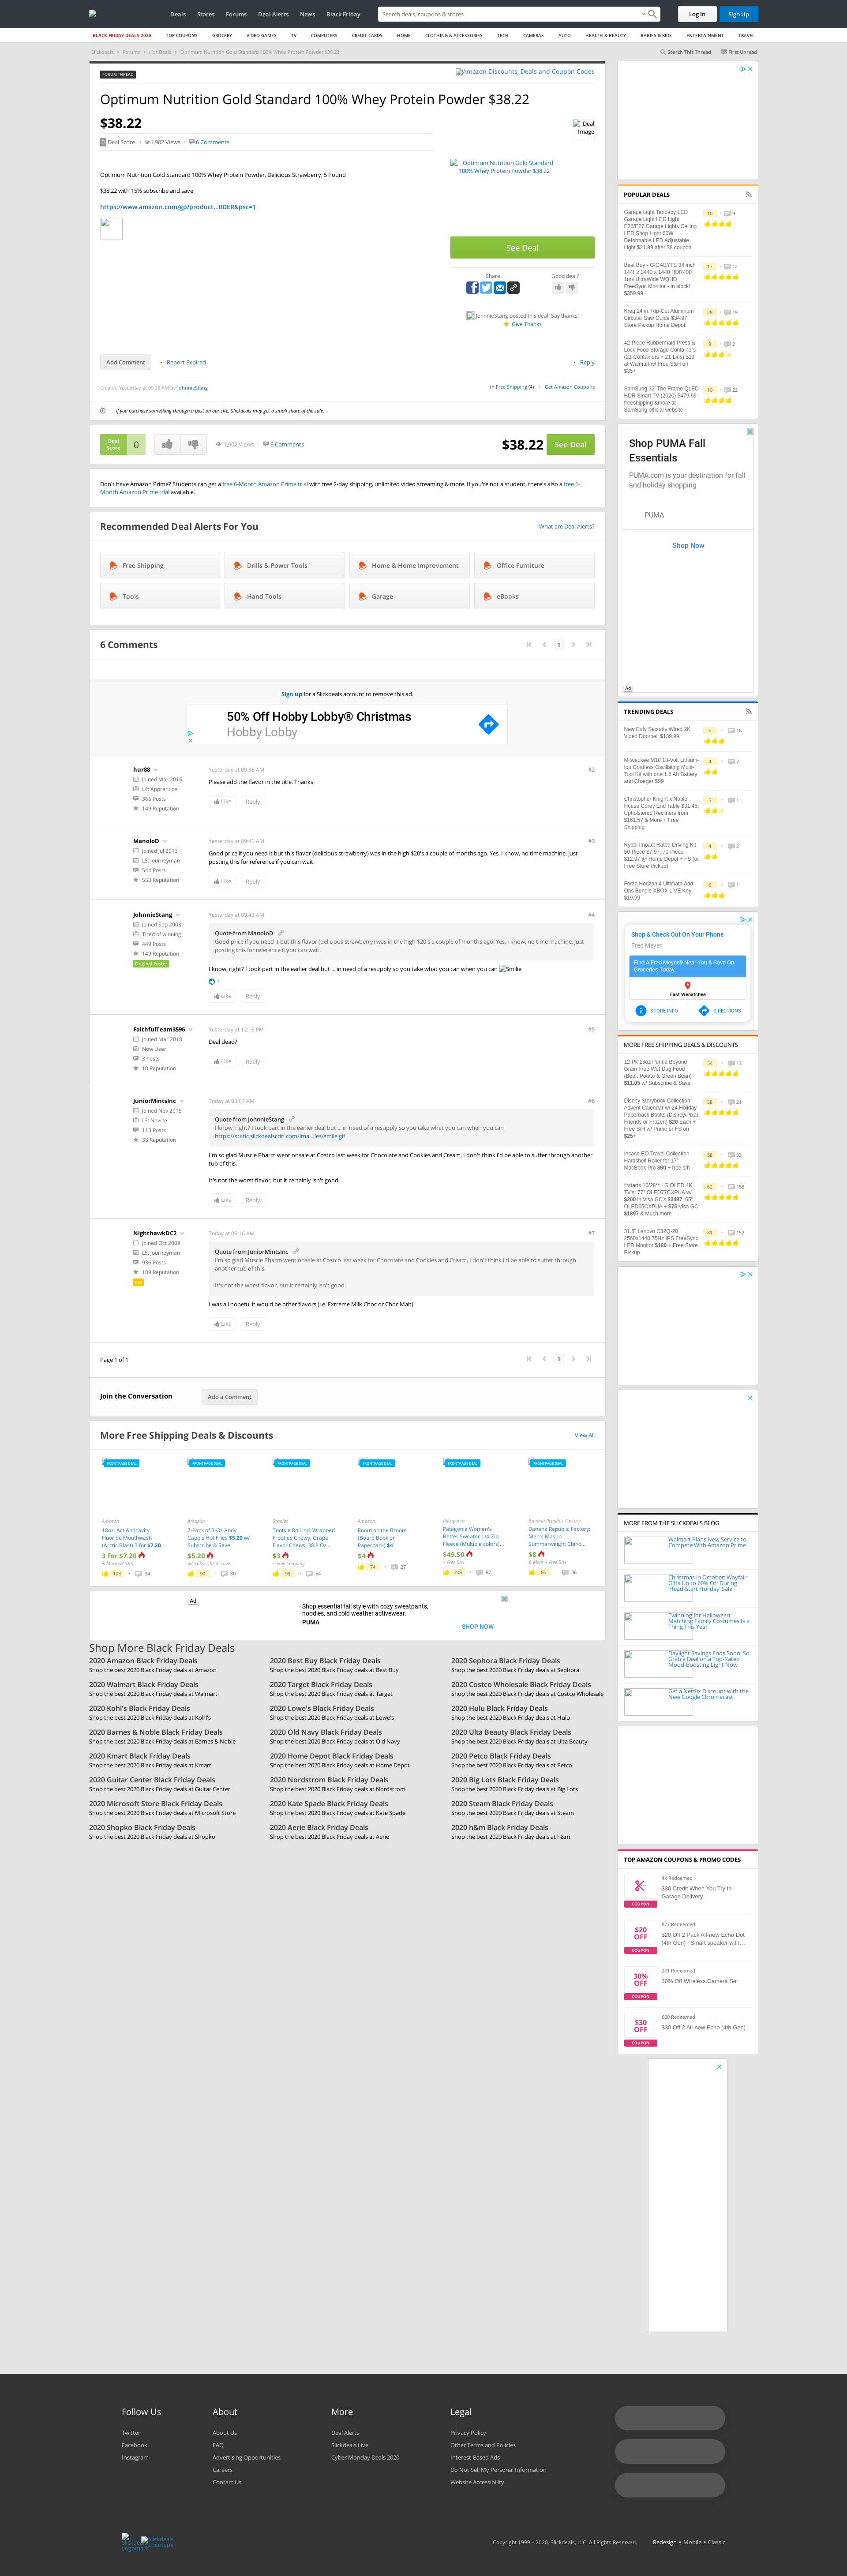 Deals
Stores
Forums
Deal Alerts
News
Black Friday
Search deals, coupons & stores
Log In
Sign Up
BLACK FRIDAY DEALS 2020
TOP COUPONS
GROCERY
VIDEO GAMES
TV
COMPUTERS
CREDIT CARDS
HOME
CLOTHING & ACCESSORIES
TECH
CAMERAS
AUTO
HEALTH & BEAUTY
BABIES & KIDS
ENTERTAINMENT
TRAVEL
Slickdeals
Forums
Hot Deals
Optimum Nutrition Gold Standard 100% Whey Protein Powder $38.22
Search This Thread
First Unread
FORUM THREAD
Amazon Discounts, Deals and Coupon Codes
Optimum Nutrition Gold Standard 100% Whey Protein Powder $38.22
$38.22
0 Deal Score
1,902 Views
6 Comments
Deal
Image
Optimum Nutrition Gold Standard 100% Whey Protein Powder, Delicious Strawberry, 5 Pound
$38.22 with 15% subscribe and save
https://www.amazon.com/gp/product...0DER&psc=1
Optimum Nutrition Gold Standard
100% Whey Protein Powder $38.22
See Deal
Share
Good deal?
JohnnieStang posted this deal. Say thanks!
Give Thanks
Add Comment
Report Expired
Reply
Created Yesterday at 09:28 AM by JohnnieStang
in Free Shipping (4)
Get Amazon Coupons
If you purchase something through a post on our site, Slickdeals may get a small share of the sale.
Deal
Score
0
1,902 Views
6 Comments
$38.22
See Deal
Don't have Amazon Prime? Students can get a free 6-Month Amazon Prime trial with free 2-day shipping, unlimited video streaming & more. If you're not a student, there's also a free 1-
Month Amazon Prime trial available.
Recommended Deal Alerts For You
What are Deal Alerts?
Free Shipping
Drills & Power Tools
Home & Home Improvement
Office Furniture
Tools
Hand Tools
Garage
eBooks
6 Comments
1
Sign up for a Slickdeals account to remove this ad.
50% Off Hobby Lobby® Christmas
Hobby Lobby
hur88
Joined Mar 2016
L4: Apprentice
365 Posts
149 Reputation
Yesterday at 09:35 AM
#2
Please add the flavor in the title. Thanks.
Like
Reply
ManoloD
Joined Jul 2013
L5: Journeyman
544 Posts
553 Reputation
Yesterday at 09:40 AM
#3
Good price if you need it but this flavor (delicious strawberry) was in the high $20's a couple of months ago. Yes, I know, no time machine. Just
posting this for reference if you can wait.
Like
Reply
JohnnieStang
Joined Sep 2003
Tired of winning!
449 Posts
149 Reputation
Original Poster
Yesterday at 09:43 AM
#4
Quote from ManoloD
Good price if you need it but this flavor (delicious strawberry) was in the high $20's a couple of months ago. Yes, I know, no time machine. Just
posting this for reference if you can wait.
I know, right? I took part in the earlier deal but ... in need of a resupply so you take what you can when you can Smilie
1
Like
Reply
FaithfulTeam3596
Joined Mar 2018
New User
3 Posts
10 Reputation
Yesterday at 12:16 PM
#5
Deal dead?
Like
Reply
JuniorMintsInc
Joined Nov 2015
L3: Novice
113 Posts
33 Reputation
Today at 03:07 AM
#6
Quote from JohnnieStang
I know, right? I took part in the earlier deal but ... in need of a resupply so you take what you can when you can
https://static.slickdealscdn.com/ima...lies/smile.gif
I'm so glad Muscle Pharm went onsale at Costco last week for Chocolate and Cookies and Cream, I don't think i'd be able to suffer through another
tub of this.
It's not the worst flavor, but it certainly isn't good.
Like
Reply
NighthawkDC2
Joined Oct 2008
L5: Journeyman
936 Posts
189 Reputation
Pro
Today at 05:16 AM
#7
Quote from JuniorMintsInc
I'm so glad Muscle Pharm went onsale at Costco last week for Chocolate and Cookies and Cream, I don't think i'd be able to suffer through
another tub of this.
It's not the worst flavor, but it certainly isn't good.
I was all hopeful it would be other flavors (i.e. Extreme Milk Choc or Choc Malt)
Like
Reply
Page 1 of 1
1
Join the Conversation
Add a Comment
More Free Shipping Deals & Discounts
View All
FRONTPAGE DEAL
Amazon
18oz. Act Anticavity
Fluoride Mouthwash
(Arctic Blast) 3 for $7.20...
3 for $7.20
& More w/ S&S
103
34
FRONTPAGE DEAL
Amazon
7-Pack of 3-Oz Andy
Capp's Hot Fries $5.20 w/
Subscribe & Save
$5.20
w/ Subscribe & Save
90
80
FRONTPAGE DEAL
Staples
Tootsie Roll Ind. Wrapped
Frooties Chewy, Grape
Flavor Chews, 38.8 Oz....
$3
+ Free Shipping
98
54
FRONTPAGE DEAL
Amazon
Room on the Broom
(Board Book or
Paperback) $4
$4
74
27
FRONTPAGE DEAL
Patagonia
Patagonia Women's
Better Sweater 1/4-Zip
Fleece (Multiple colors)...
$49.50
+ Free S/H
208
87
FRONTPAGE DEAL
Banana Republic Factory
Banana Republic Factory:
Men's Mason
Summerweight Chino...
$8
& More + Free S/H
86
36
Ad
Shop essential fall style with cozy sweatpants,
hoodies, and cold weather activewear.
PUMA
SHOP NOW
Shop More Black Friday Deals
2020 Amazon Black Friday Deals
Shop the best 2020 Black Friday deals at Amazon
2020 Best Buy Black Friday Deals
Shop the best 2020 Black Friday deals at Best Buy
2020 Sephora Black Friday Deals
Shop the best 2020 Black Friday deals at Sephora
2020 Walmart Black Friday Deals
Shop the best 2020 Black Friday deals at Walmart
2020 Target Black Friday Deals
Shop the best 2020 Black Friday deals at Target
2020 Costco Wholesale Black Friday Deals
Shop the best 2020 Black Friday deals at Costco Wholesale
2020 Kohl's Black Friday Deals
Shop the best 2020 Black Friday deals at Kohl's
2020 Lowe's Black Friday Deals
Shop the best 2020 Black Friday deals at Lowe's
2020 Hulu Black Friday Deals
Shop the best 2020 Black Friday deals at Hulu
2020 Barnes & Noble Black Friday Deals
Shop the best 2020 Black Friday deals at Barnes & Noble
2020 Old Navy Black Friday Deals
Shop the best 2020 Black Friday deals at Old Navy
2020 Ulta Beauty Black Friday Deals
Shop the best 2020 Black Friday deals at Ulta Beauty
2020 Kmart Black Friday Deals
Shop the best 2020 Black Friday deals at Kmart
2020 Home Depot Black Friday Deals
Shop the best 2020 Black Friday deals at Home Depot
2020 Petco Black Friday Deals
Shop the best 2020 Black Friday deals at Petco
2020 Guitar Center Black Friday Deals
Shop the best 2020 Black Friday deals at Guitar Center
2020 Nordstrom Black Friday Deals
Shop the best 2020 Black Friday deals at Nordstrom
2020 Big Lots Black Friday Deals
Shop the best 2020 Black Friday deals at Big Lots
2020 Microsoft Store Black Friday Deals
Shop the best 2020 Black Friday deals at Microsoft Store
2020 Kate Spade Black Friday Deals
Shop the best 2020 Black Friday deals at Kate Spade
2020 Steam Black Friday Deals
Shop the best 2020 Black Friday deals at Steam
2020 Shopko Black Friday Deals
Shop the best 2020 Black Friday deals at Shopko
2020 Aerie Black Friday Deals
Shop the best 2020 Black Friday deals at Aerie
2020 h&m Black Friday Deals
Shop the best 2020 Black Friday deals at h&m
POPULAR DEALS
Garage Light Tanbaby LED
Garage Light LED Light
E26/E27 Garage Lights Ceiling
LED Shop Light 60W
Deformable LED Adjustable
Light $21.99 after $8 coupon
10
9
Best Buy - GIGABYTE 34 inch
144Hz 3440 x 1440 HDR400
1ms UltraWide WQHD
FreeSync Monitor - In stock!
$359.99
17
12
Kreg 24 in. Rip-Cut Aluminum
Circular Saw Guide $34.97
Store Pickup Home Depot
28
19
42-Piece Rubbermaid Press &
Lock Food Storage Containers
(21-Containers + 21-Lids) $19
at Walmart w/ Free S&H on
$35+
9
2
SamSung 32' The Frame QLED
HDR Smart TV (2020) $479.99
freeshipping &more at
SamSung official website
10
22
Shop PUMA Fall
Essentials
PUMA.com is your destination for fall
and holiday shopping
PUMA
Shop Now
Ad
TRENDING DEALS
New Eufy Security Wired 2K
Video Doorbell $139.99
6
16
Milwaukee M18 18-Volt Lithium-
Ion Cordless Oscillating Multi-
Tool Kit with one 1.5 Ah Battery
and Charger $99
4
7
Christopher Knight x Noble
House Corey End Table $31.45,
Upholstered Recliners from
$161.57 & More + Free
Shipping
5
1
Ryobi Impact Rated Driving Kit
50-Piece $7.97, 70-Piece
$12.97 @ Home Depot + FS (or
Free Store Pickup)
4
2
Forza Horizon 4 Ultimate Add-
Ons Bundle XBOX LIVE Key
$19.99
6
1
Shop & Check Out On Your Phone
Fred Meyer
Find A Fred Meyer® Near You & Save On
Groceries Today.
East Wenatchee
STORE INFO
DIRECTIONS
MORE FREE SHIPPING DEALS & DISCOUNTS
12-Pk 13oz Purina Beyond
Grain Free Wet Dog Food
(Beef, Potato & Green Bean)
$11.05 w/ Subscribe & Save
54
13
Disney Storybook Collection
Advent Calendar w/ 24 Holiday
Paperback Books (Disney/Pixar
Friends or Frozen) $20 Each +
Free S/H w/ Prime or FS on
$25+
58
21
Incase EO Travel Collection
Hardshell Roller for 17"
MacBook Pro $60 + free s/h
58
53
**starts 10/28** LG OLED 4K
TV's: 77" OLED77CXPUA w/
$200 in Visa GC's $3497, 65"
OLED65CXPUA + $75 Visa GC
$1897 & Much more
62
158
31.5" Lenovo C32Q-20
2560x1440 75Hz IPS FreeSync
LED Monitor $180 + Free Store
Pickup
91
152
MORE FROM THE SLICKDEALS BLOG
Walmart Plans New Service to
Compete With Amazon Prime
Christmas in October: Wayfair
Gifts Up to 60% Off During
'Head-Start Holiday' Sale
Twinning for Halloween:
Matching Family Costumes Is a
Thing This Year
Daylight Savings Ends Soon, So
Grab a Deal on a Top-Rated
Mood-Boosting Light Now
Get a Netflix Discount with the
New Google Chromecast
TOP AMAZON COUPONS & PROMO CODES
4k Redeemed
$30 Credit When You Try In-
Garage Delivery
COUPON
877 Redeemed
$20
OFF
$20 Off 2 Pack All-new Echo Dot
(4th Gen) | Smart speaker with...
COUPON
271 Redeemed
30%
OFF
30% Off Wireless Camera Set
COUPON
600 Redeemed
$30
OFF
$30 Off 2 All-new Echo (4th Gen)
COUPON
Follow Us
Twitter
Facebook
Instagram
About
About Us
FAQ
Advertising Opportunities
Careers
Contact Us
More
Deal Alerts
Slickdeals Live
Cyber Monday Deals 2020
Legal
Privacy Policy
Other Terms and Policies
Interest-Based Ads
Do Not Sell My Personal Information
Website Accessibility
Copyright 1999 – 2020. Slickdeals, LLC. All Rights Reserved.
Redesign • Mobile • Classic